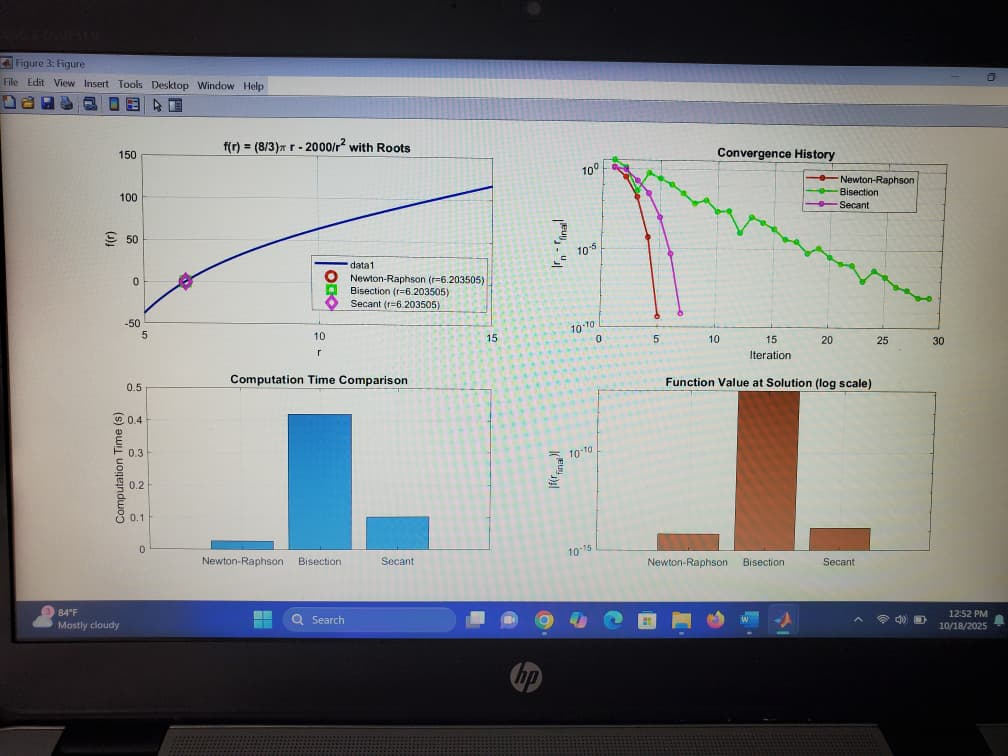 Figure 3: Figure
File Edit View Insert Tools Desktop Window Help
f(r) = (8/3)π r - 2000/r² with Roots
150
100
50
0
-50
f(r)
5 10 15
r
data1
Newton-Raphson (r=6.203505)
Bisection (r=6.203505)
Secant (r=6.203505)
Convergence History
10⁰
10⁻⁵
10⁻¹⁰
|rₙ - r_final|
0 5 10 15 20 25 30
Iteration
Newton-Raphson
Bisection
Secant
Computation Time Comparison
0.5
0.4
0.3
0.2
0.1
0
Computation Time (s)
Newton-Raphson Bisection Secant
Function Value at Solution (log scale)
10⁻¹⁰
10⁻¹⁵
|f(r_final)|
Newton-Raphson Bisection Secant
3
84°F
Mostly cloudy
Search
W
12:52 PM
10/18/2025
hp